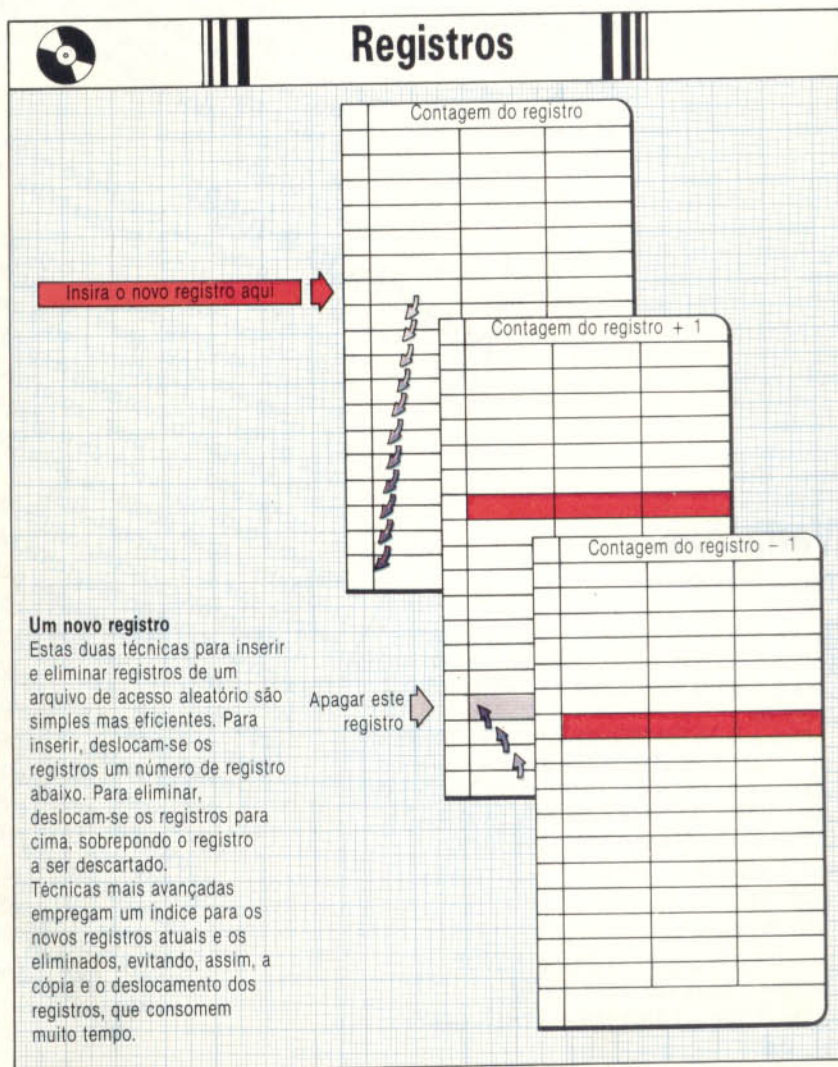 Registros
Contagem do registro
Insira o novo registro aqui
Contagem do registro + 1
Contagem do registro – 1
Um novo registro
Estas duas técnicas para inserir
e eliminar registros de um
arquivo de acesso aleatório são
simples mas eficientes. Para
inserir, deslocam-se os
registros um número de registro
abaixo. Para eliminar,
deslocam-se os registros para
cima, sobrepondo o registro
a ser descartado.
Técnicas mais avançadas
empregam um índice para os
novos registros atuais e os
eliminados, evitando, assim, a
cópia e o deslocamento dos
registros, que consomem
muito tempo.
Apagar este
registro